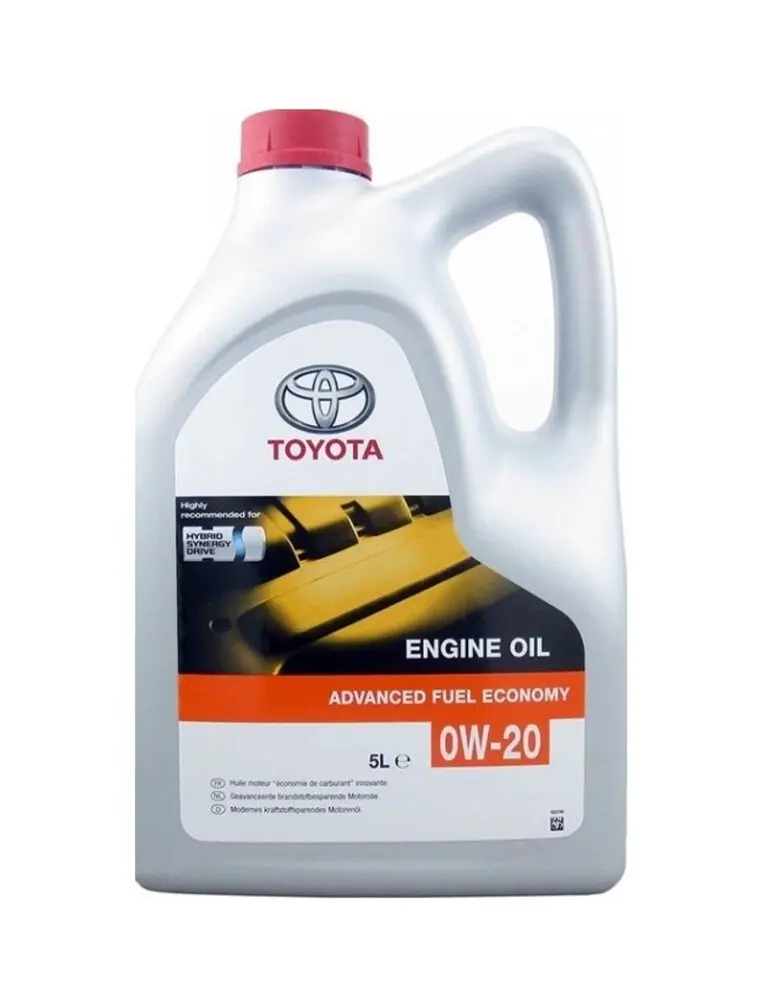 TOYOTA
Highly
recommended for
HYBRID
SYNERGY
DRIVE
ENGINE OIL
ADVANCED FUEL ECONOMY
0W-20
5L ℮
FR Huile moteur "économie de carburant" innovante
NL Geavanceerde brandstofbesparende Motorolie
D Modernes kraftstoffsparendes Motorenöl